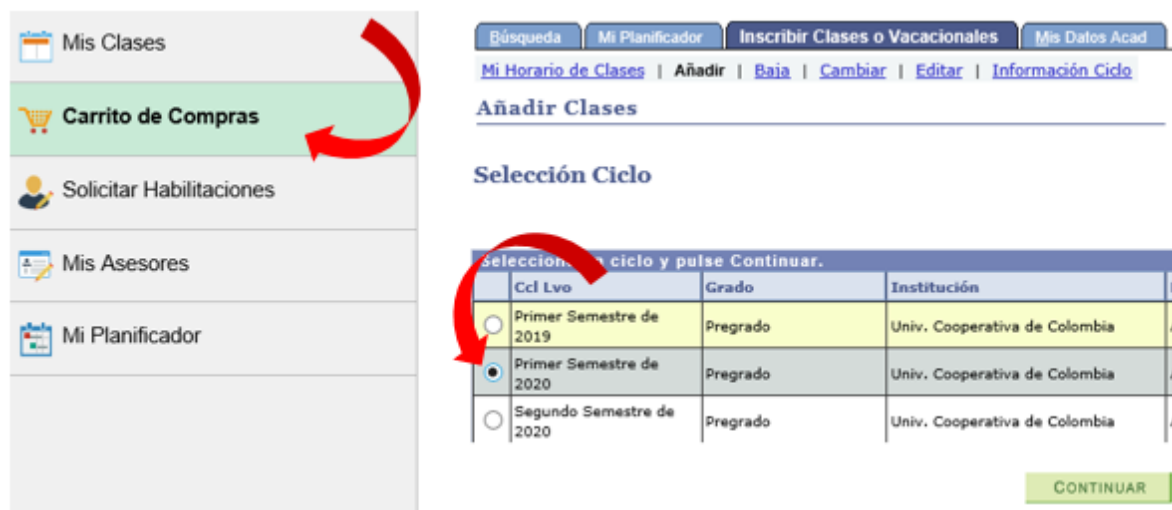 Mis Clases
Carrito de Compras
Solicitar Habilitaciones
Mis Asesores
Mi Planificador
Búsqueda Mi Planificador Inscribir Clases o Vacacionales Mis Datos Acad
Mi Horario de Clases | Añadir | Baja | Cambiar | Editar | Información Ciclo
Añadir Clases
Selección Ciclo
ciclo y pulse Continuar.
Ccl Lvo Grado Institución
Primer Semestre de
2019 Pregrado Univ. Cooperativa de Colombia
Primer Semestre de
2020 Pregrado Univ. Cooperativa de Colombia
Segundo Semestre de
2020 Pregrado Univ. Cooperativa de Colombia
CONTINUAR